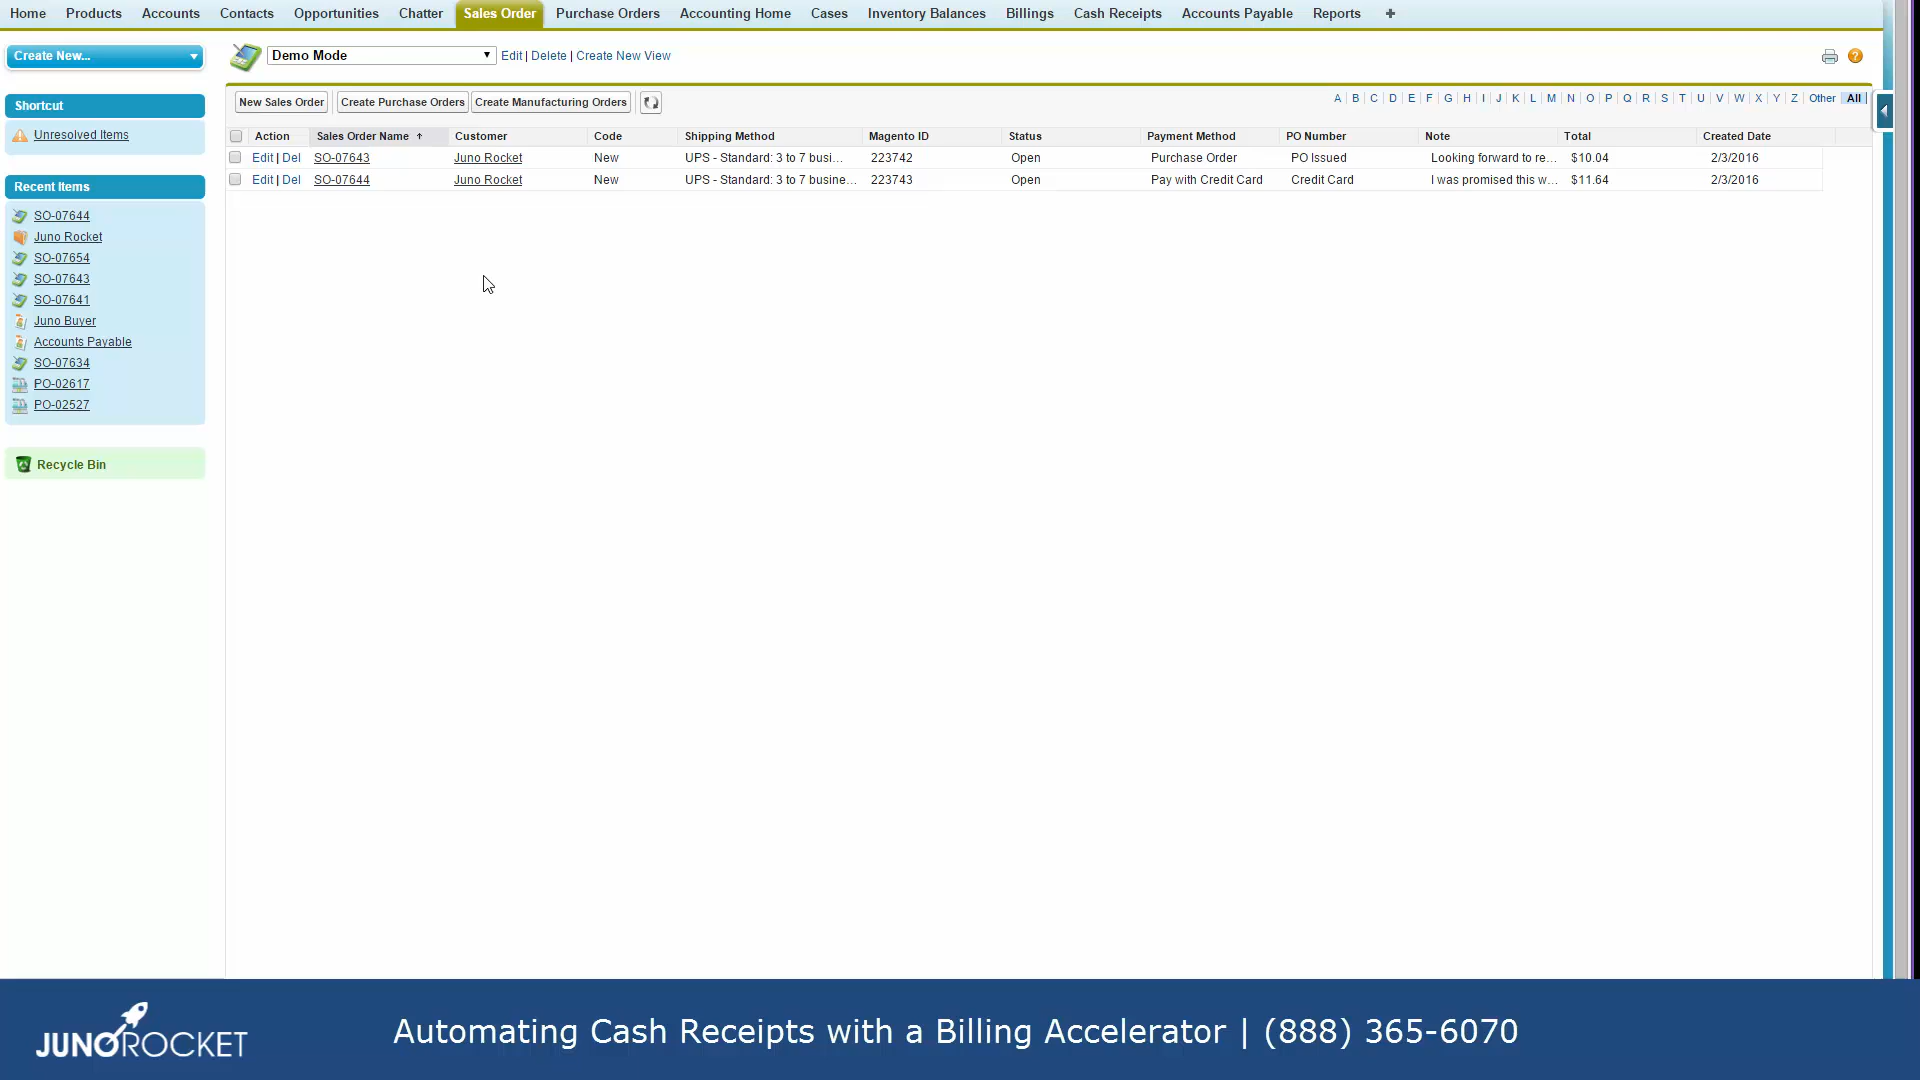 Home Products Accounts Contacts Opportunities Chatter Sales Order Purchase Orders Accounting Home Cases Inventory Balances Billings Cash Receipts Accounts Payable Reports +
Create New...
Demo Mode Edit | Delete | Create New View
Shortcut
Unresolved Items
Recent Items
SO-07644
Juno Rocket
SO-07654
SO-07643
SO-07641
Juno Buyer
Accounts Payable
SO-07634
PO-02617
PO-02527
Recycle Bin
New Sales Order Create Purchase Orders Create Manufacturing Orders
A | B | C | D | E | F | G | H | I | J | K | L | M | N | O | P | Q | R | S | T | U | V | W | X | Y | Z | Other | All
Action Sales Order Name Customer Code Shipping Method Magento ID Status Payment Method PO Number Note Total Created Date
Edit | Del SO-07643 Juno Rocket New UPS - Standard: 3 to 7 busi... 223742 Open Purchase Order PO Issued Looking forward to re... $10.04 2/3/2016
Edit | Del SO-07644 Juno Rocket New UPS - Standard: 3 to 7 busine... 223743 Open Pay with Credit Card Credit Card I was promised this w... $11.64 2/3/2016
JUNOROCKET
Automating Cash Receipts with a Billing Accelerator | (888) 365-6070